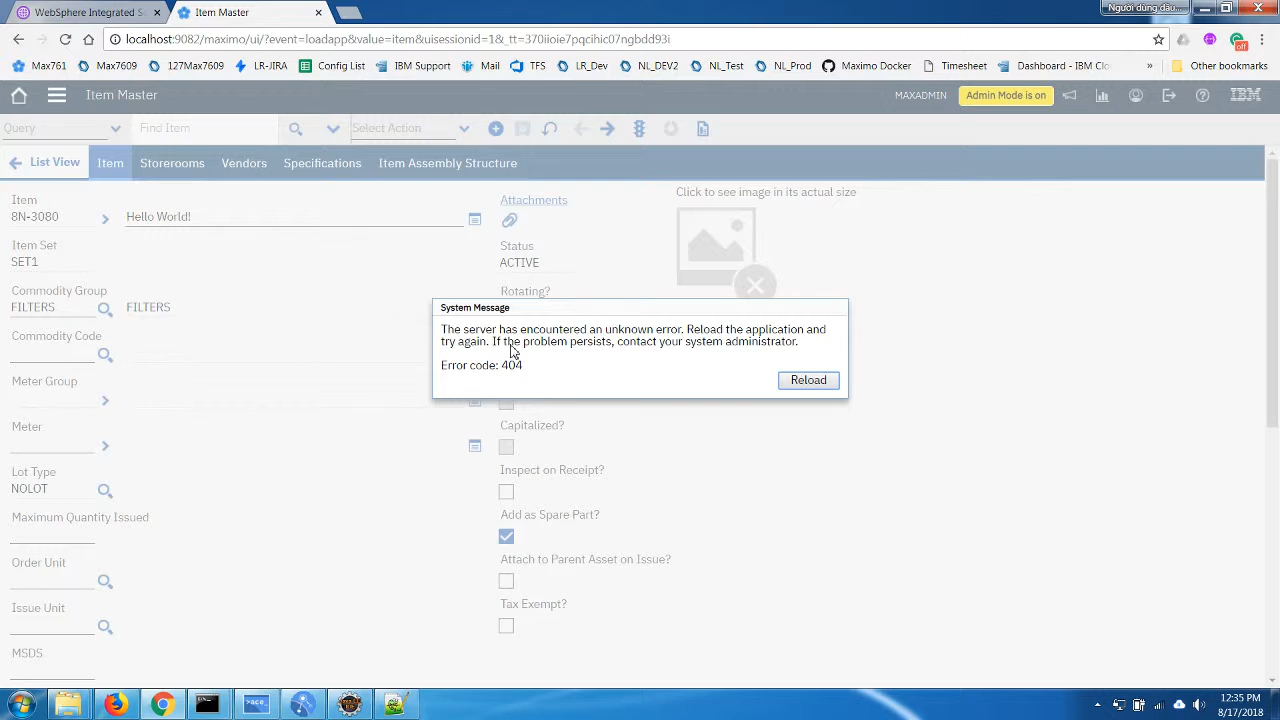 WebSphere Integrated S
Item Master
Người dùng đầu...
localhost:9082/maximo/ui/?event=loadapp&value=item&uisessionid=1&_tt=370iioie7pqcihic07ngbdd93i
off
Max761
Max7609
127Max7609
LR-JIRA
Config List
IBM Support
Mail
TFS
LR_Dev
NL_DEV2
NL_Test
NL_Prod
Maximo Docker
Timesheet
Dashboard - IBM Clo
»
Other bookmarks
Item Master
MAXADMIN
Admin Mode is on
IBM
Query
Find Item
Select Action
List View
Item
Storerooms
Vendors
Specifications
Item Assembly Structure
Item
8N-3080
Hello World!
Item Set
SET1
Commodity Group
FILTERS
FILTERS
Commodity Code
Meter Group
Meter
Lot Type
NOLOT
Maximum Quantity Issued
Order Unit
Issue Unit
MSDS
Attachments
Status
ACTIVE
Rotating?
Click to see image in its actual size
System Message
The server has encountered an unknown error. Reload the application and
try again. If the problem persists, contact your system administrator.
Error code: 404
Reload
Capitalized?
Inspect on Receipt?
Add as Spare Part?
Attach to Parent Asset on Issue?
Tax Exempt?
>ace_
12:35 PM
8/17/2018